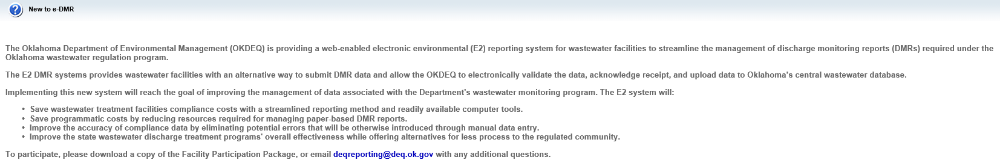 New to e-DMR
The Oklahoma Department of Environmental Management (OKDEQ) is providing a web-enabled electronic environmental (E2) reporting system for wastewater facilities to streamline the management of discharge monitoring reports (DMRs) required under the
Oklahoma wastewater regulation program.
The E2 DMR systems provides wastewater facilities with an alternative way to submit DMR data and allow the OKDEQ to electronically validate the data, acknowledge receipt, and upload data to Oklahoma’s central wastewater database.
Implementing this new system will reach the goal of improving the management of data associated with the Department's wastewater monitoring program. The E2 system will:
• Save wastewater treatment facilities compliance costs with a streamlined reporting method and readily available computer tools.
• Save programmatic costs by reducing resources required for managing paper-based DMR reports.
• Improve the accuracy of compliance data by eliminating potential errors that will be otherwise introduced through manual data entry.
• Improve the state wastewater discharge treatment programs' overall effectiveness while offering alternatives for less process to the regulated community.
To participate, please download a copy of the Facility Participation Package, or email deqreporting@deq.ok.gov with any additional questions.